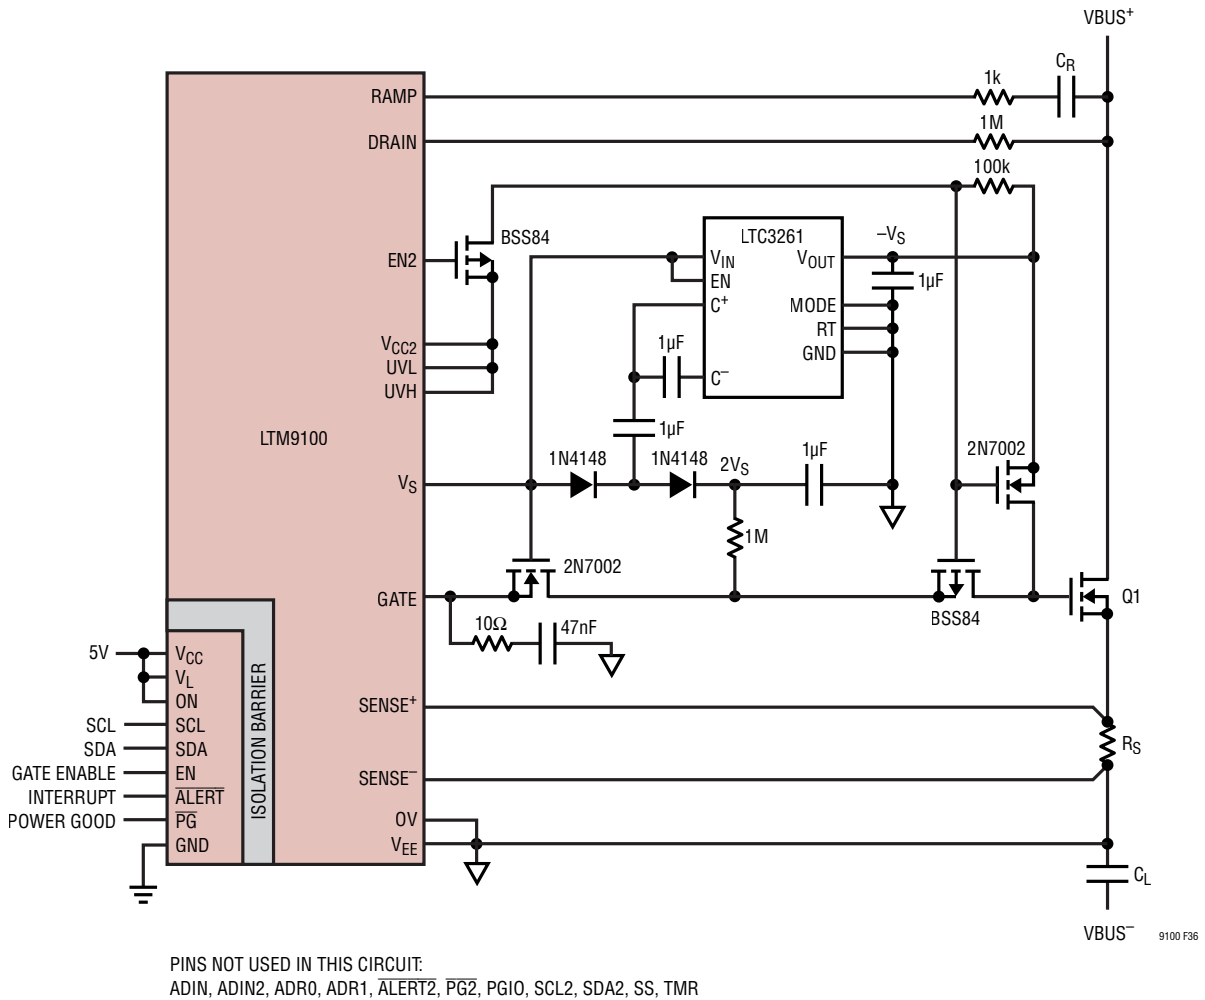 VBUS+
CR
1k
RAMP
1M
DRAIN
100k
BSS84
LTC3261
–VS
EN2
VIN
VOUT
EN
1µF
C+
MODE
RT
VCC2
1µF
GND
UVL
C–
UVH
LTM9100
1µF
1µF
2N7002
1N4148
1N4148
2VS
VS
1M
2N7002
GATE
Q1
BSS84
10Ω
47nF
5V
VCC
VL
ISOLATION BARRIER
ON
SENSE+
SCL
SCL
SDA
SDA
RS
GATE ENABLE
EN
SENSE–
INTERRUPT
ALERT
POWER GOOD
PG
0V
GND
VEE
CL
VBUS–
9100 F36
PINS NOT USED IN THIS CIRCUIT:
ADIN, ADIN2, ADR0, ADR1, ALERT2, PG2, PGIO, SCL2, SDA2, SS, TMR